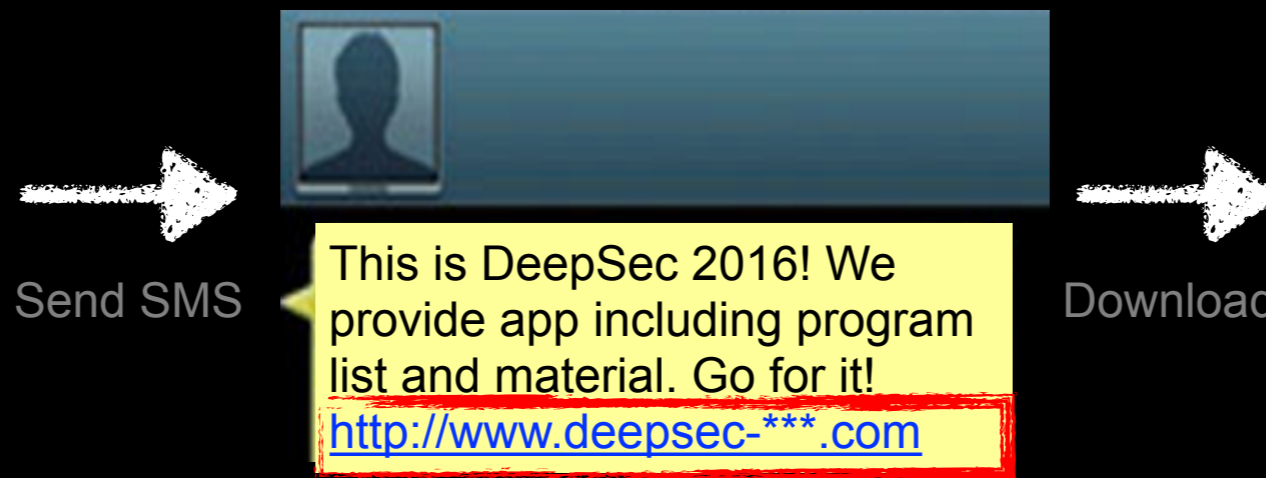 Send SMS
This is DeepSec 2016! We
provide app including program
list and material. Go for it!
http://www.deepsec-***.com
Download